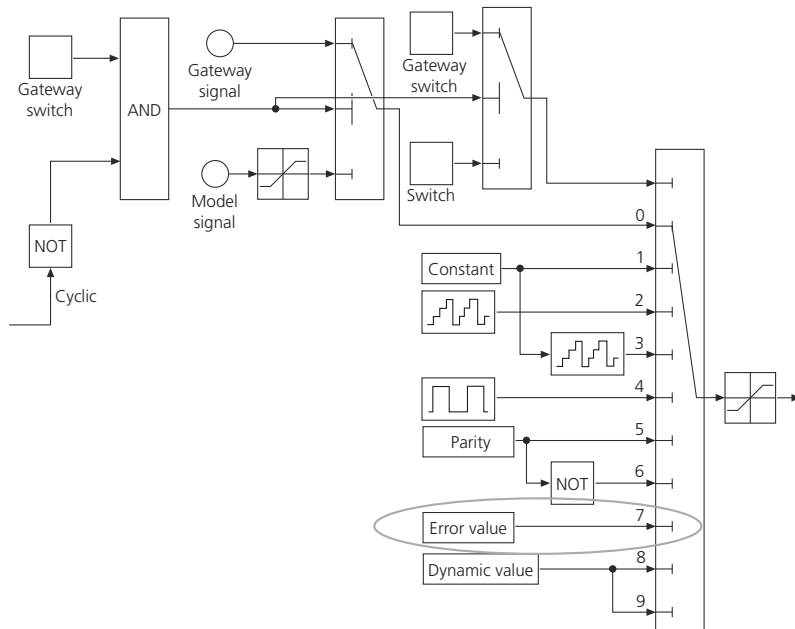 Gateway
switch
AND
NOT
Cyclic
Gateway
signal
Model
signal
Gateway
switch
Switch
0
Constant
1
2
3
4
Parity
5
NOT
6
Error value
7
Dynamic value
8
9